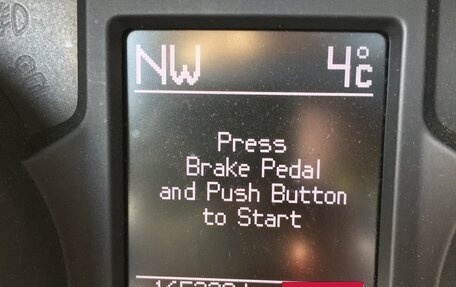 NW 4°C
Press
Brake Pedal
and Push Button
to Start